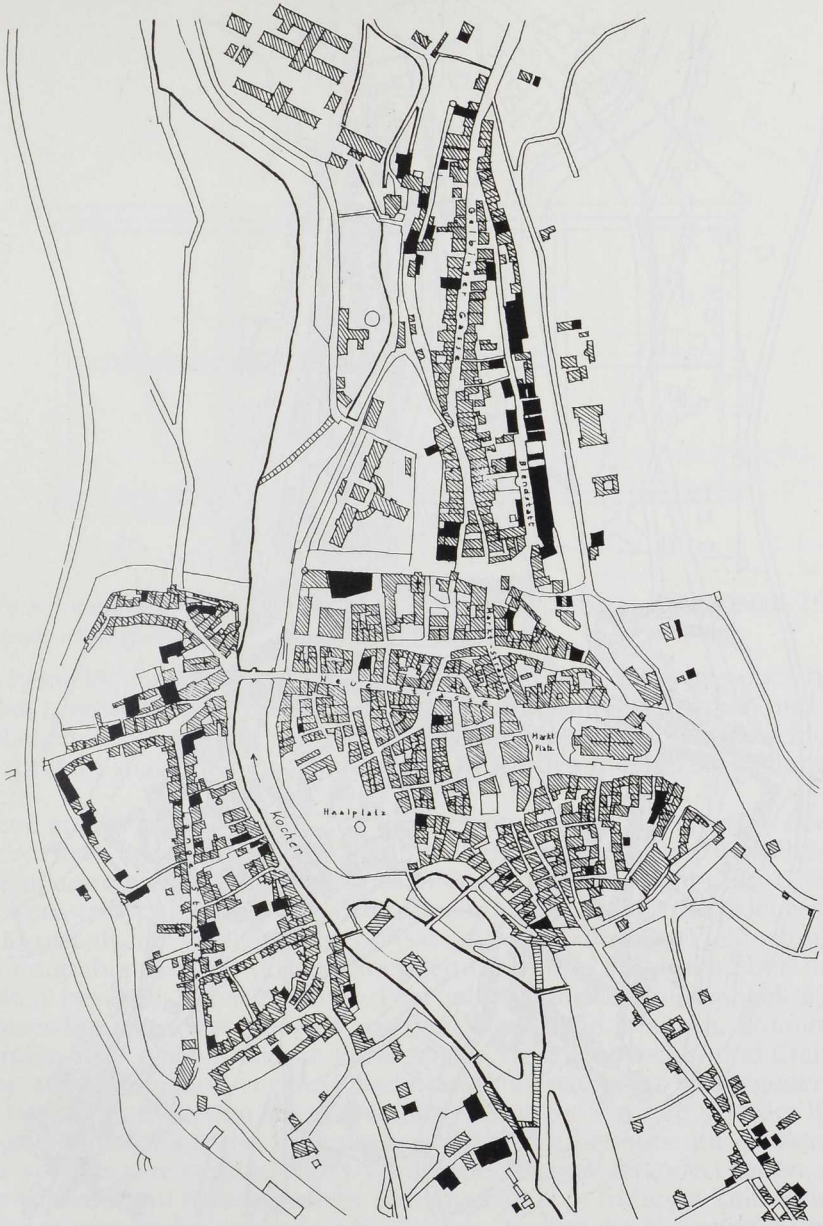 Gelbinger Gasse
Blendstatt
Neue Strasse
Markt
Platz
Haalplatz
Kocher